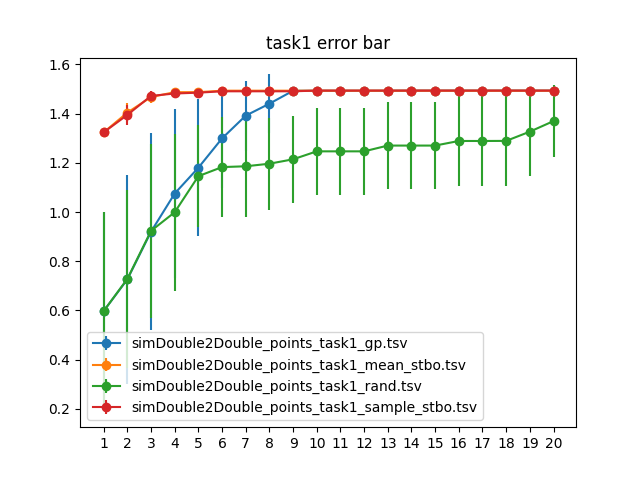 task1 error bar
1.6
1.4
1.2
1.0
0.8
0.6
0.4
0.2
simDouble2Double_points_task1_gp.tsv
simDouble2Double_points_task1_mean_stbo.tsv
simDouble2Double_points_task1_rand.tsv
simDouble2Double_points_task1_sample_stbo.tsv
1 2 3 4 5 6 7 8 9 10 11 12 13 14 15 16 17 18 19 20